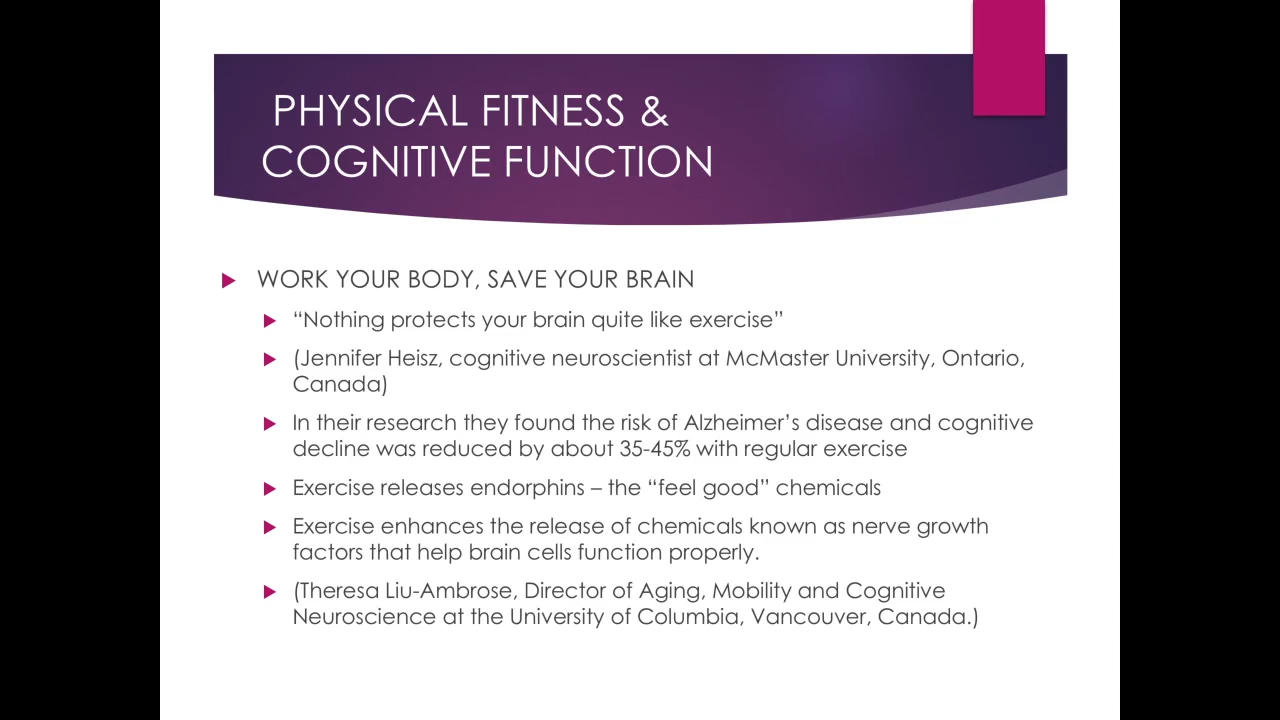 PHYSICAL FITNESS &
COGNITIVE FUNCTION
WORK YOUR BODY, SAVE YOUR BRAIN
“Nothing protects your brain quite like exercise”
(Jennifer Heisz, cognitive neuroscientist at McMaster University, Ontario,
Canada)
In their research they found the risk of Alzheimer’s disease and cognitive
decline was reduced by about 35-45% with regular exercise
Exercise releases endorphins – the “feel good” chemicals
Exercise enhances the release of chemicals known as nerve growth
factors that help brain cells function properly.
(Theresa Liu-Ambrose, Director of Aging, Mobility and Cognitive
Neuroscience at the University of Columbia, Vancouver, Canada.)